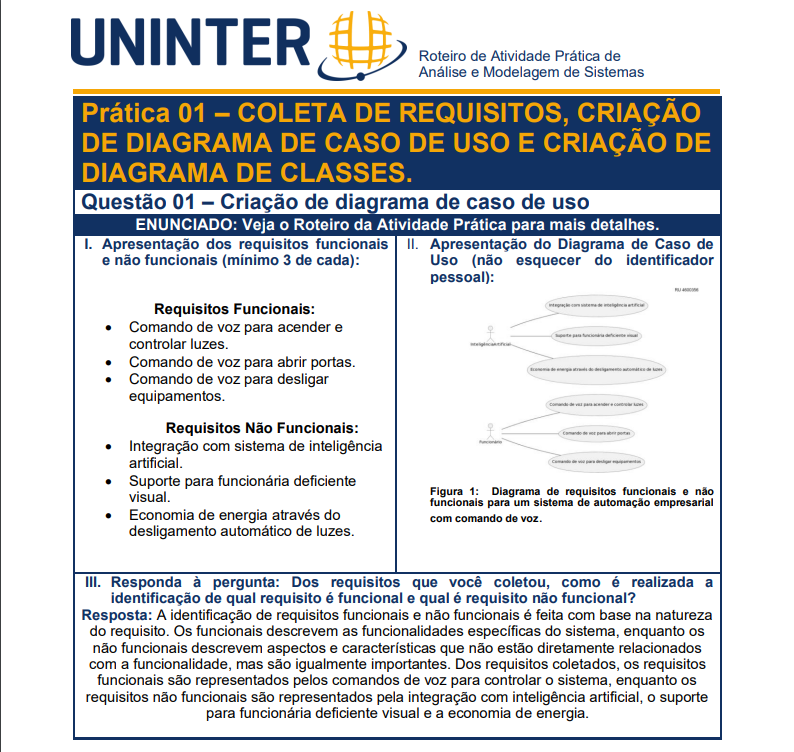 UNINTER
Roteiro de Atividade Prática de
Análise e Modelagem de Sistemas
Prática 01 – COLETA DE REQUISITOS, CRIAÇÃO
DE DIAGRAMA DE CASO DE USO E CRIAÇÃO DE
DIAGRAMA DE CLASSES.
Questão 01 – Criação de diagrama de caso de uso
ENUNCIADO: Veja o Roteiro da Atividade Prática para mais detalhes.
I. Apresentação dos requisitos funcionais
e não funcionais (mínimo 3 de cada):
Requisitos Funcionais:
• Comando de voz para acender e
controlar luzes.
• Comando de voz para abrir portas.
• Comando de voz para desligar
equipamentos.
Requisitos Não Funcionais:
• Integração com sistema de inteligência
artificial.
• Suporte para funcionária deficiente
visual.
• Economia de energia através do
desligamento automático de luzes.
II. Apresentação do Diagrama de Caso de
Uso (não esquecer do identificador
pessoal):
RU
Integração com sistema de inteligência artificial
Suporte para funcionária deficiente visual
InteligênciaArtificial
Economia de energia através do desligamento automático de luzes
Comando de voz para acender e controlar luzes
Comando de voz para abrir portas
Funcionário
Comando de voz para desligar equipamentos
Figura 1: Diagrama de requisitos funcionais e não
funcionais para um sistema de automação empresarial
com comando de voz.
III. Responda à pergunta: Dos requisitos que você coletou, como é realizada a
identificação de qual requisito é funcional e qual é requisito não funcional?
Resposta: A identificação de requisitos funcionais e não funcionais é feita com base na natureza
do requisito. Os funcionais descrevem as funcionalidades específicas do sistema, enquanto os
não funcionais descrevem aspectos e características que não estão diretamente relacionados
com a funcionalidade, mas são igualmente importantes. Dos requisitos coletados, os requisitos
funcionais são representados pelos comandos de voz para controlar o sistema, enquanto os
requisitos não funcionais são representados pela integração com inteligência artificial, o suporte
para funcionária deficiente visual e a economia de energia.